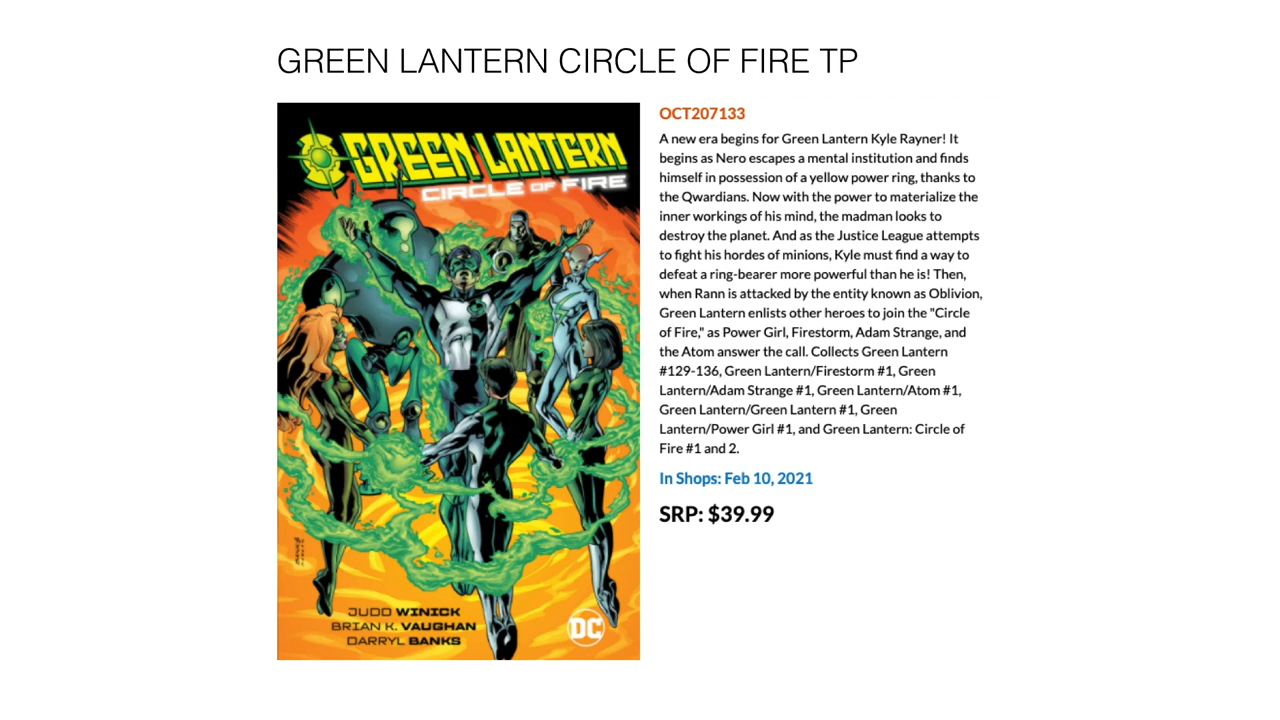 GREEN LANTERN CIRCLE OF FIRE TP
GREEN LANTERN
CIRCLE OF FIRE
JUDD WINICK
BRIAN K. VAUGHAN
DARRYL BANKS
DC
OCT207133
A new era begins for Green Lantern Kyle Rayner! It
begins as Nero escapes a mental institution and finds
himself in possession of a yellow power ring, thanks to
the Qwardians. Now with the power to materialize the
inner workings of his mind, the madman looks to
destroy the planet. And as the Justice League attempts
to fight his hordes of minions, Kyle must find a way to
defeat a ring-bearer more powerful than he is! Then,
when Rann is attacked by the entity known as Oblivion,
Green Lantern enlists other heroes to join the "Circle
of Fire," as Power Girl, Firestorm, Adam Strange, and
the Atom answer the call. Collects Green Lantern
#129-136, Green Lantern/Firestorm #1, Green
Lantern/Adam Strange #1, Green Lantern/Atom #1,
Green Lantern/Green Lantern #1, Green
Lantern/Power Girl #1, and Green Lantern: Circle of
Fire #1 and 2.
In Shops: Feb 10, 2021
SRP: $39.99